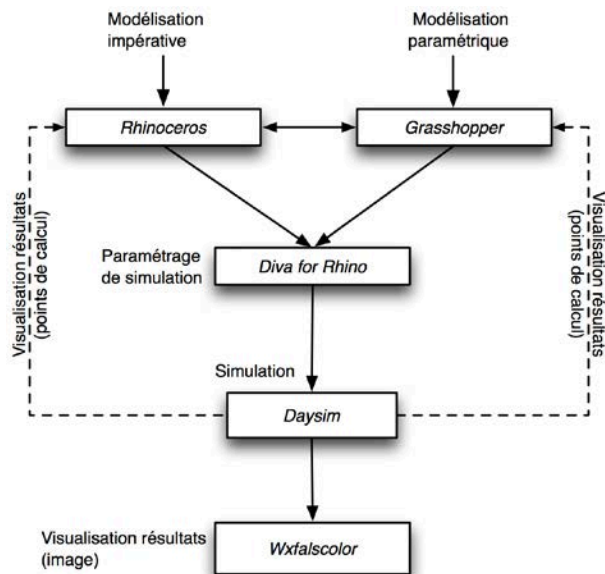 Modélisation
impérative
Modélisation
paramétrique
Rhinoceros
Grasshopper
Visualisation résultats
(points de calcul)
Visualisation résultats
(points de calcul)
Paramétrage
de simulation
Diva for Rhino
Simulation
Daysim
Visualisation résultats
(image)
Wxfalscolor